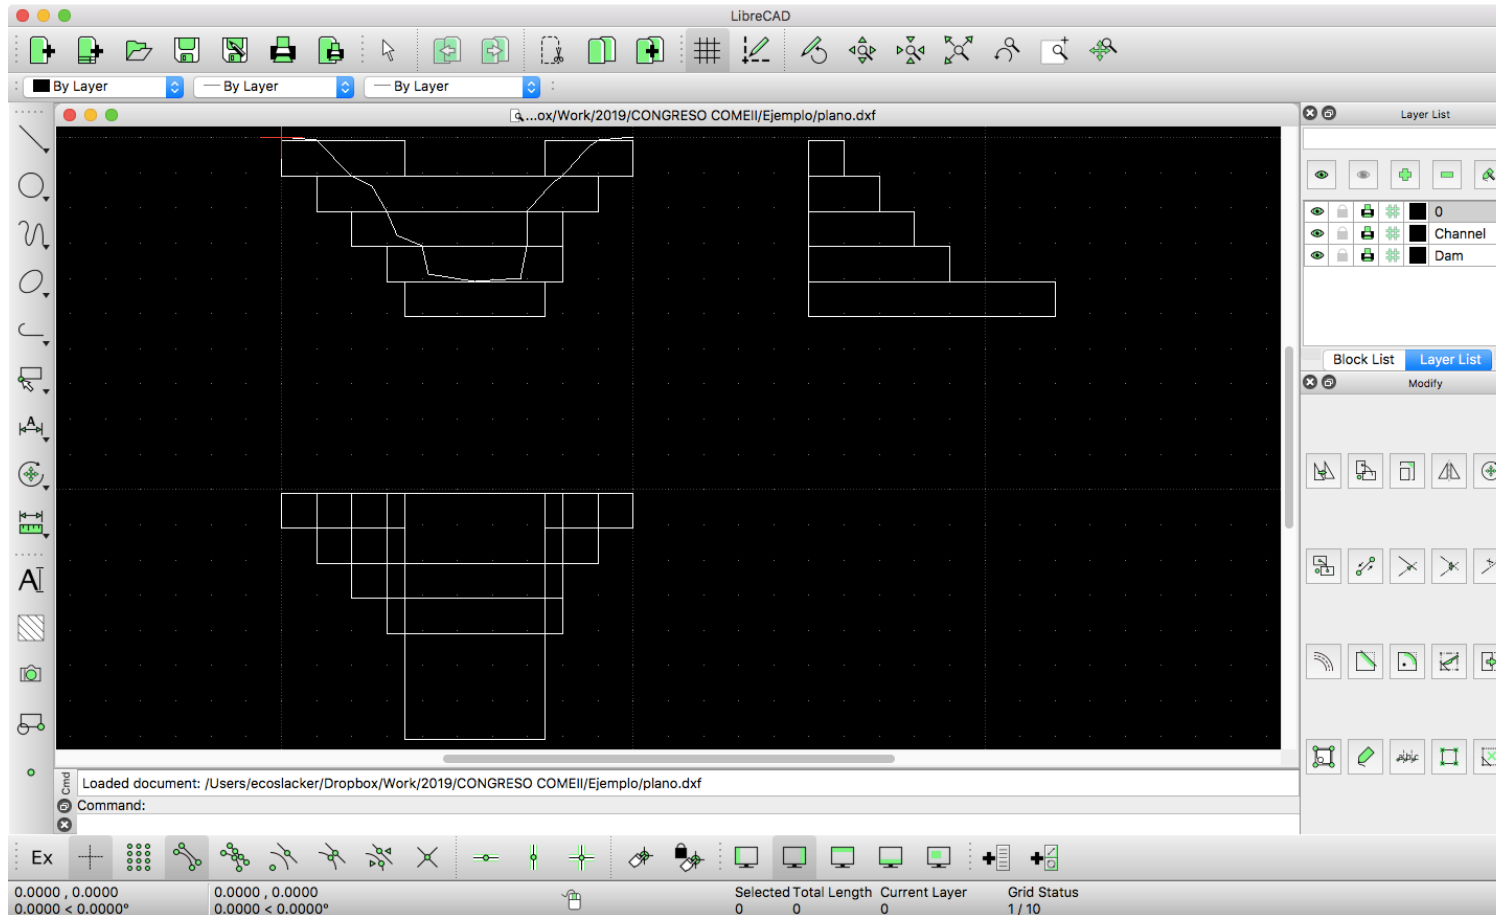 LibreCAD
By Layer
By Layer
By Layer
...ox/Work/2019/CONGRESO COMEII/Ejemplo/plano.dxf
Layer List
0
Channel
Dam
Block List
Layer List
Modify
A
AI
abc
Cmd
Loaded document: /Users/ecoslacker/Dropbox/Work/2019/CONGRESO COMEII/Ejemplo/plano.dxf
Command:
Ex
0.0000 , 0.0000
0.0000 < 0.0000°
0.0000 , 0.0000
0.0000 < 0.0000°
Selected Total Length Current Layer
0 0 0
Grid Status
1 / 10